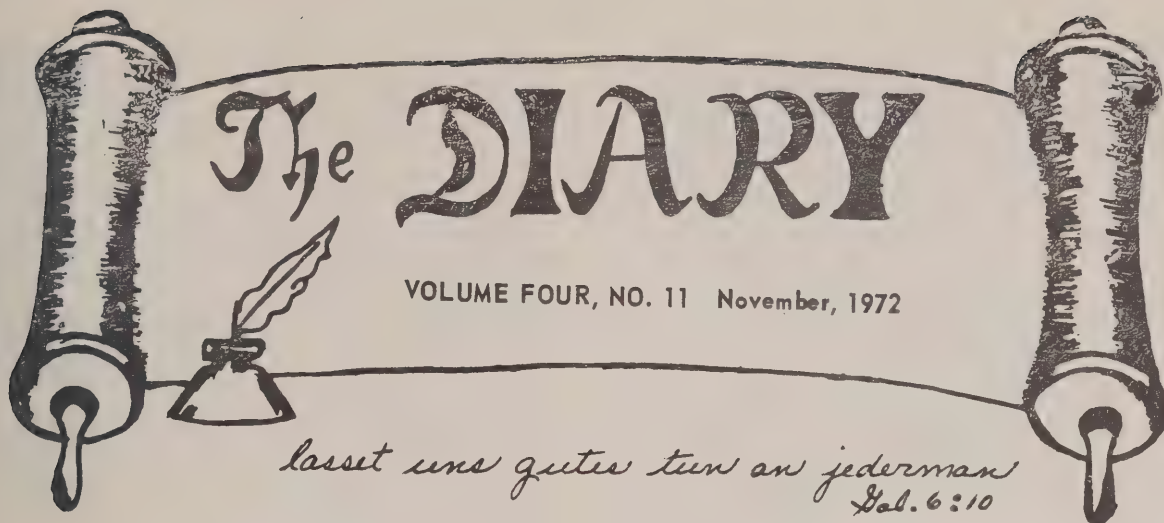 The DIARY
VOLUME FOUR, NO. 11 November, 1972
lasset uns gutes tun an jederman
Gal. 6:10